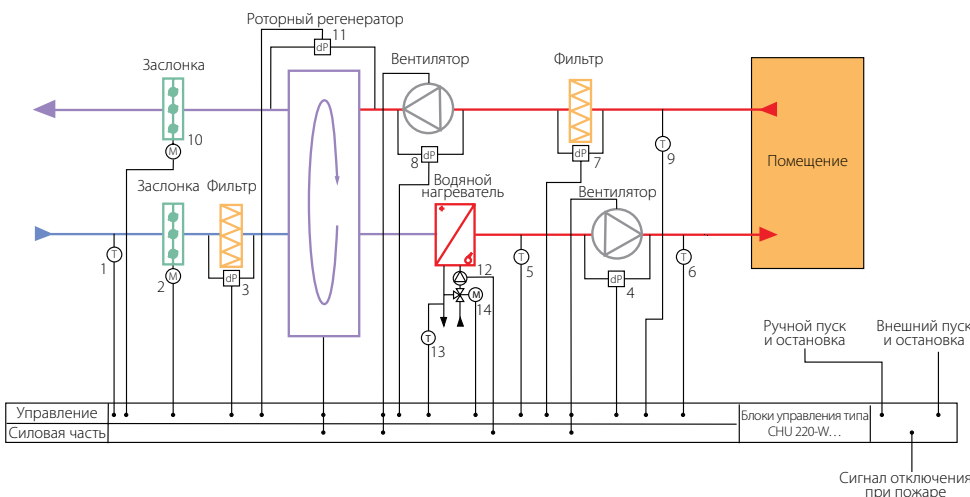 Роторный регенератор
dP
11
Заслонка
Вентилятор
Фильтр
10
M
8
dP
dP
7
T
9
Помещение
Заслонка
Фильтр
Водяной
нагреватель
Вентилятор
T
1
2
M
dP
3
12
M
14
T
13
T
5
dP
4
T
6
Ручной пуск
и остановка
Внешний пуск
и остановка
Управление
Силовая часть
Блоки управления типа
CHU 220-W...
Сигнал отключения
при пожаре